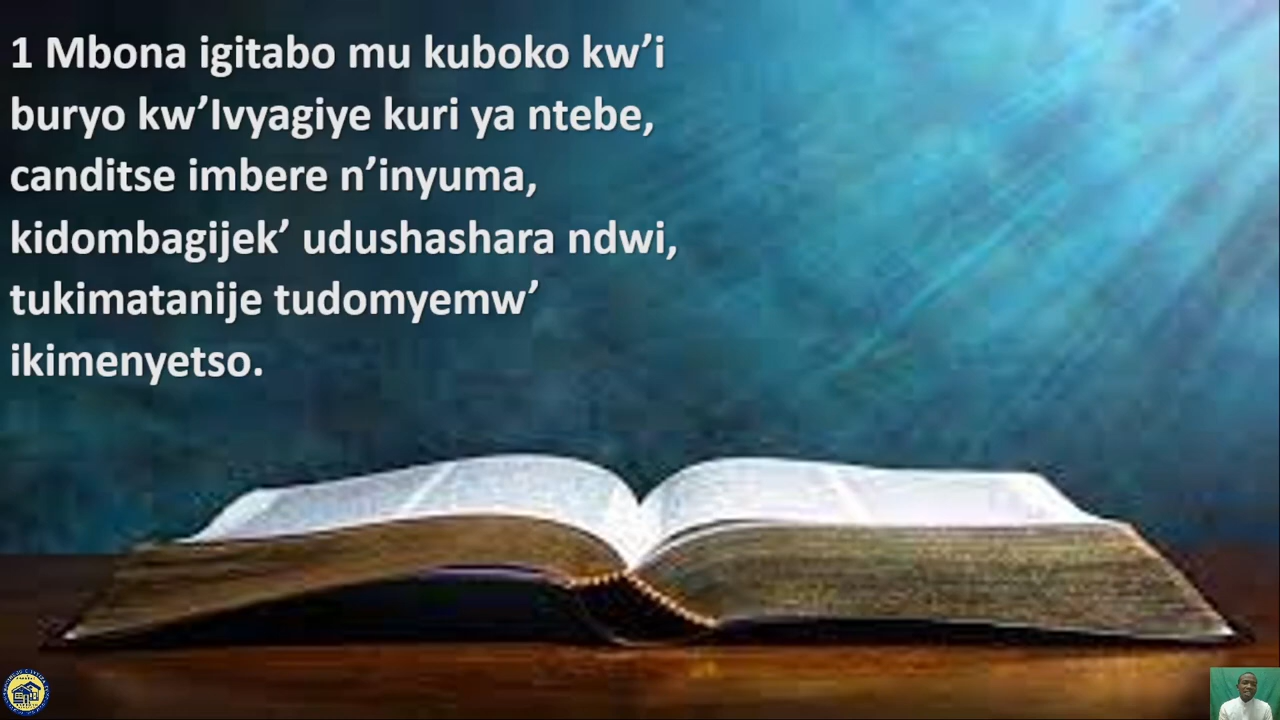 1 Mbona igitabo mu kuboko kw’i
buryo kw’Ivyagiye kuri ya ntebe,
canditse imbere n’inyuma,
kidombagijek’ udushashara ndwi,
tukimatanije tudomyemw’
ikimenyetso.